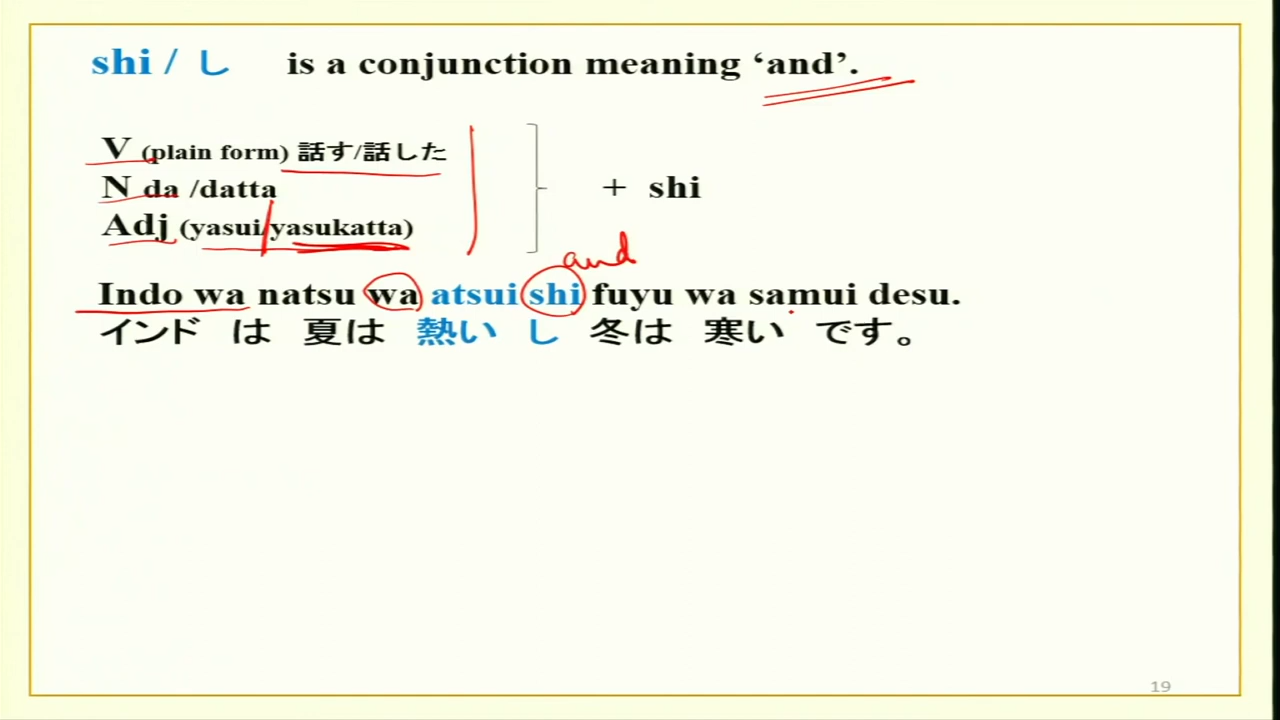 shi / し is a conjunction meaning ‘and’.
V (plain form) 話す/話した
N da /datta
Adj (yasui/yasukatta)
+ shi
and
Indo wa natsu wa atsui shi fuyu wa samui desu.
インド は 夏は 熱い し 冬は 寒い です。
19